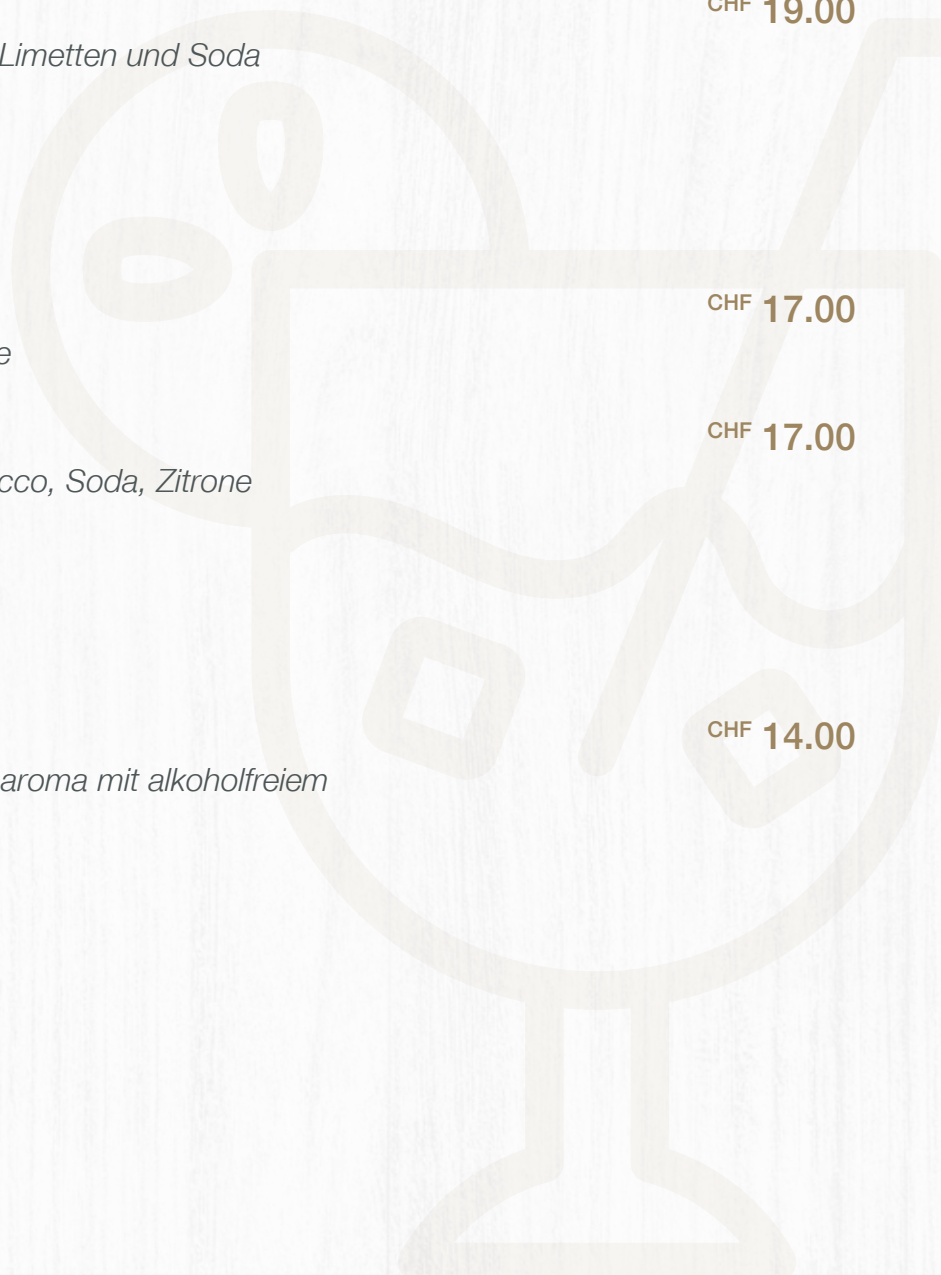 CHF 19.00
Limetten und Soda
CHF 17.00
e
CHF 17.00
cco, Soda, Zitrone
CHF 14.00
aroma mit alkoholfreiem